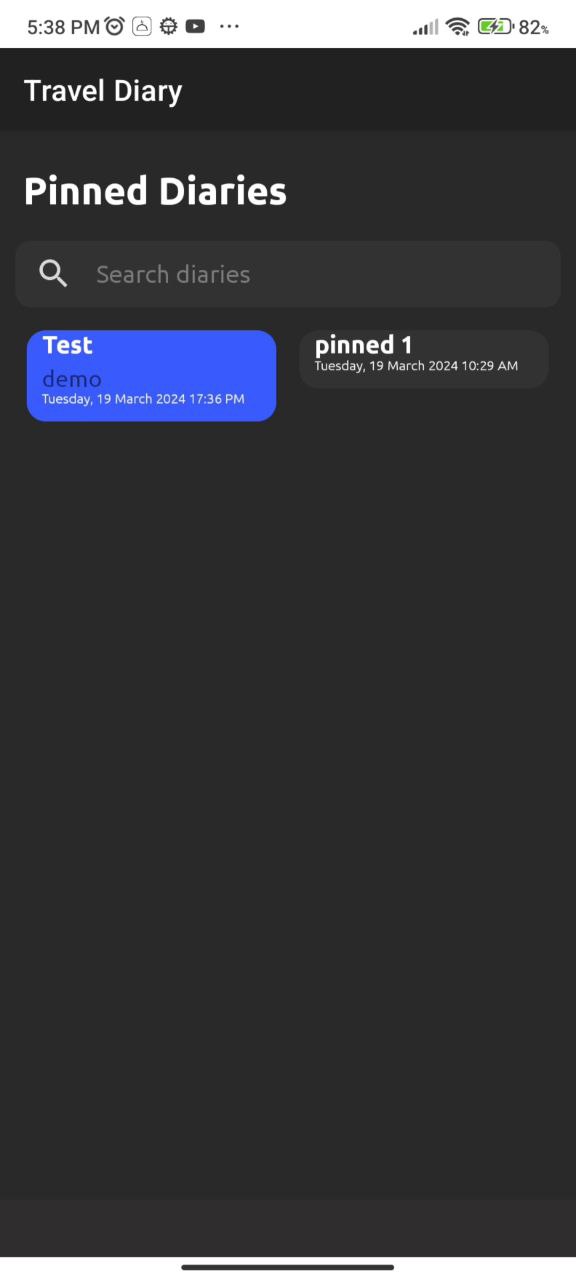 5:38 PM
82%
Travel Diary
Pinned Diaries
Search diaries
Test
demo
Tuesday, 19 March 2024 17:36 PM
pinned 1
Tuesday, 19 March 2024 10:29 AM